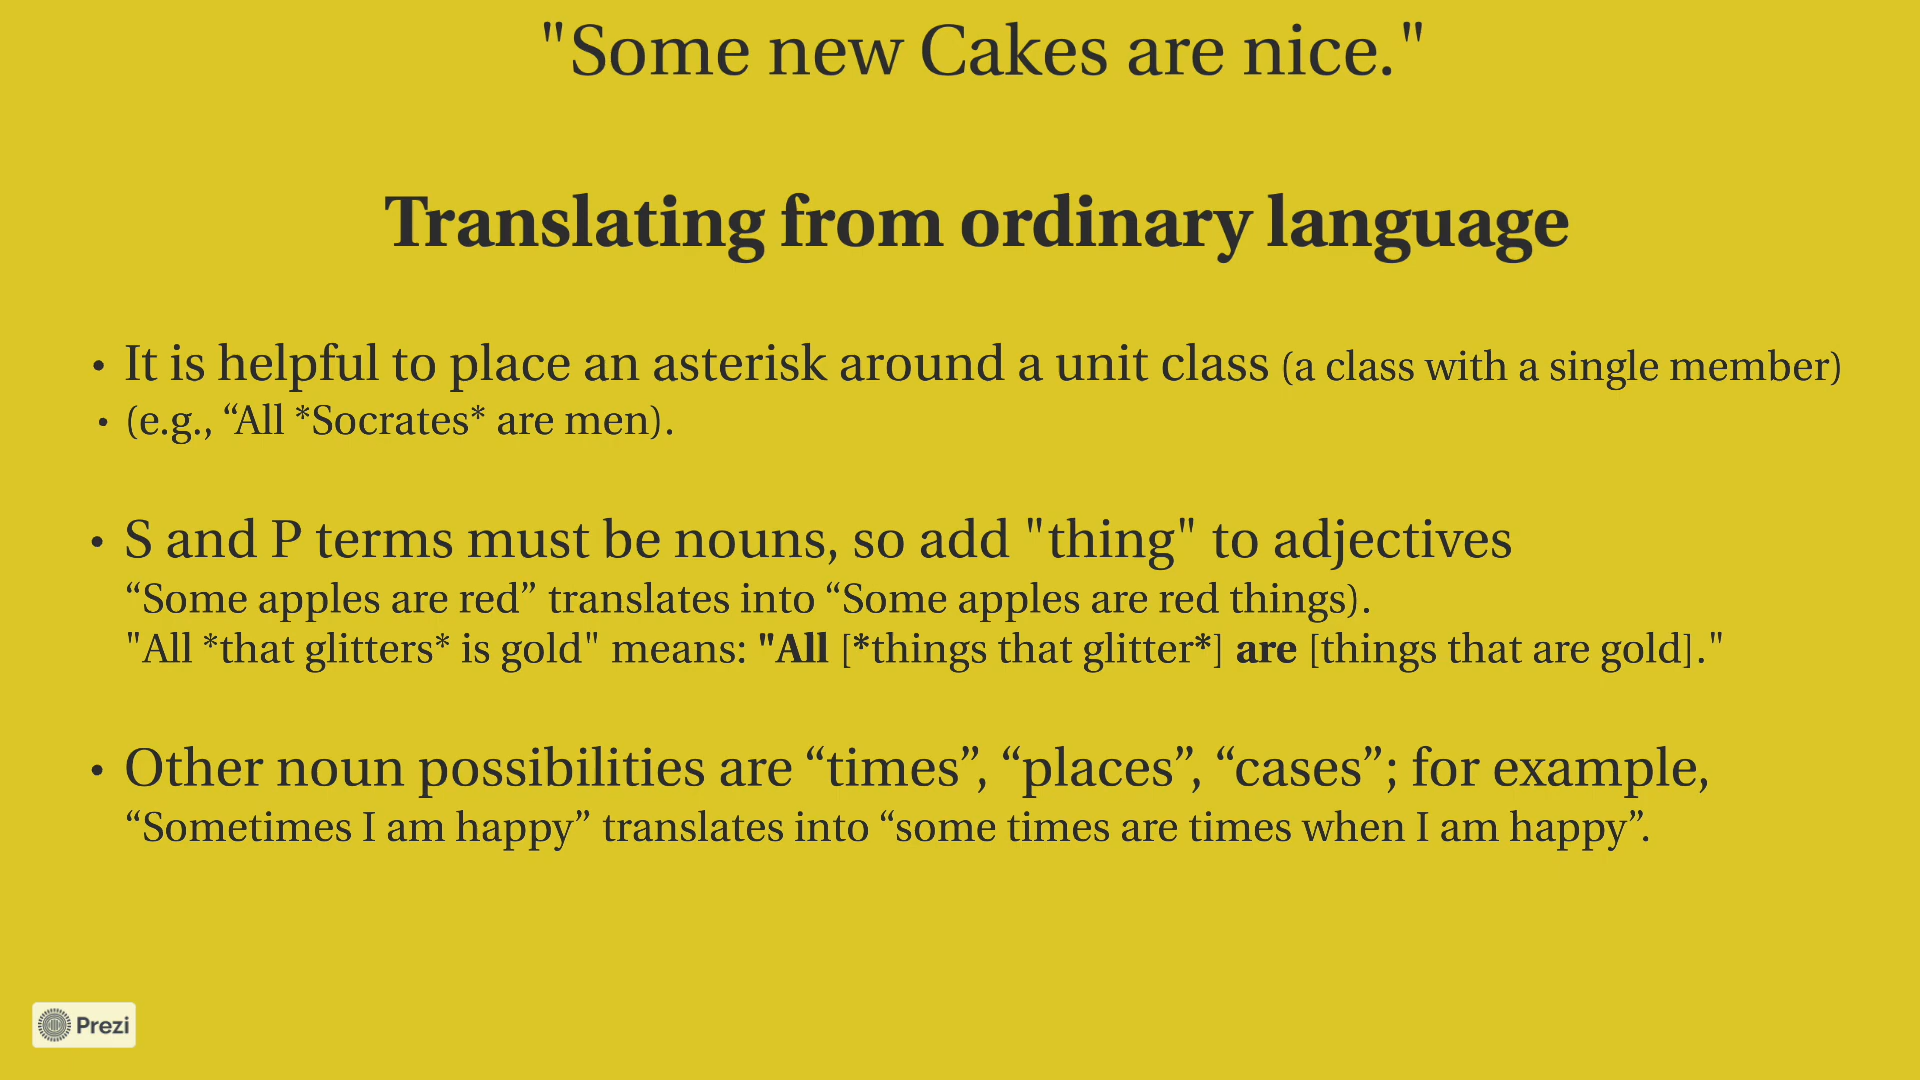 "Some new Cakes are nice."
Translating from ordinary language
• It is helpful to place an asterisk around a unit class (a class with a single member)
• (e.g., “All *Socrates* are men).
• S and P terms must be nouns, so add "thing" to adjectives
“Some apples are red” translates into “Some apples are red things).
"All *that glitters* is gold" means: "All [*things that glitter*] are [things that are gold]."
• Other noun possibilities are “times”, “places”, “cases”; for example,
“Sometimes I am happy” translates into “some times are times when I am happy”.
Prezi